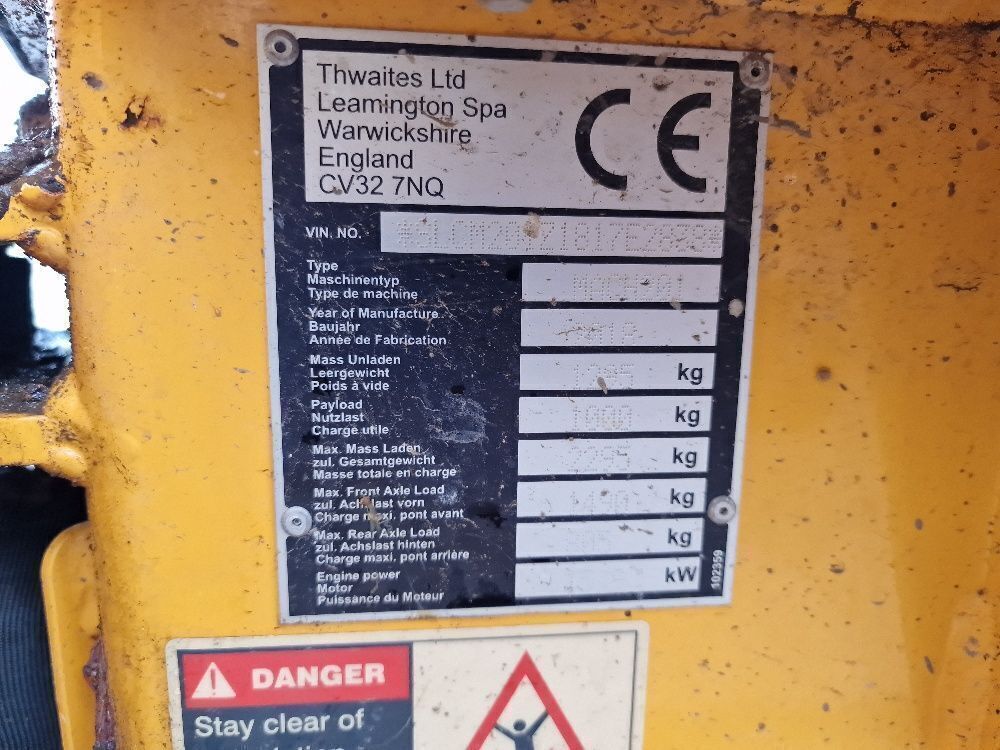 Thwaites Ltd
Leamington Spa
Warwickshire
England
CV32 7NQ
CE
VIN. NO.
Type
Maschinentyp
Type de machine
Year of Manufacture
Baujahr
Année de Fabrication
Mass Unladen
Leergewicht
Poids à vide
kg
Payload
Nutzlast
Charge utile
1000 kg
Max. Mass Laden
zul. Gesamtgewicht
Masse totale en charge
kg
Max. Front Axle Load
zul. Achslast vorn
Charge maxi. pont avant
kg
Max. Rear Axle Load
zul. Achslast hinten
Charge maxi. pont arrière
kg
Engine power
Motor
Puissance du Moteur
kW
102359
DANGER
Stay clear of